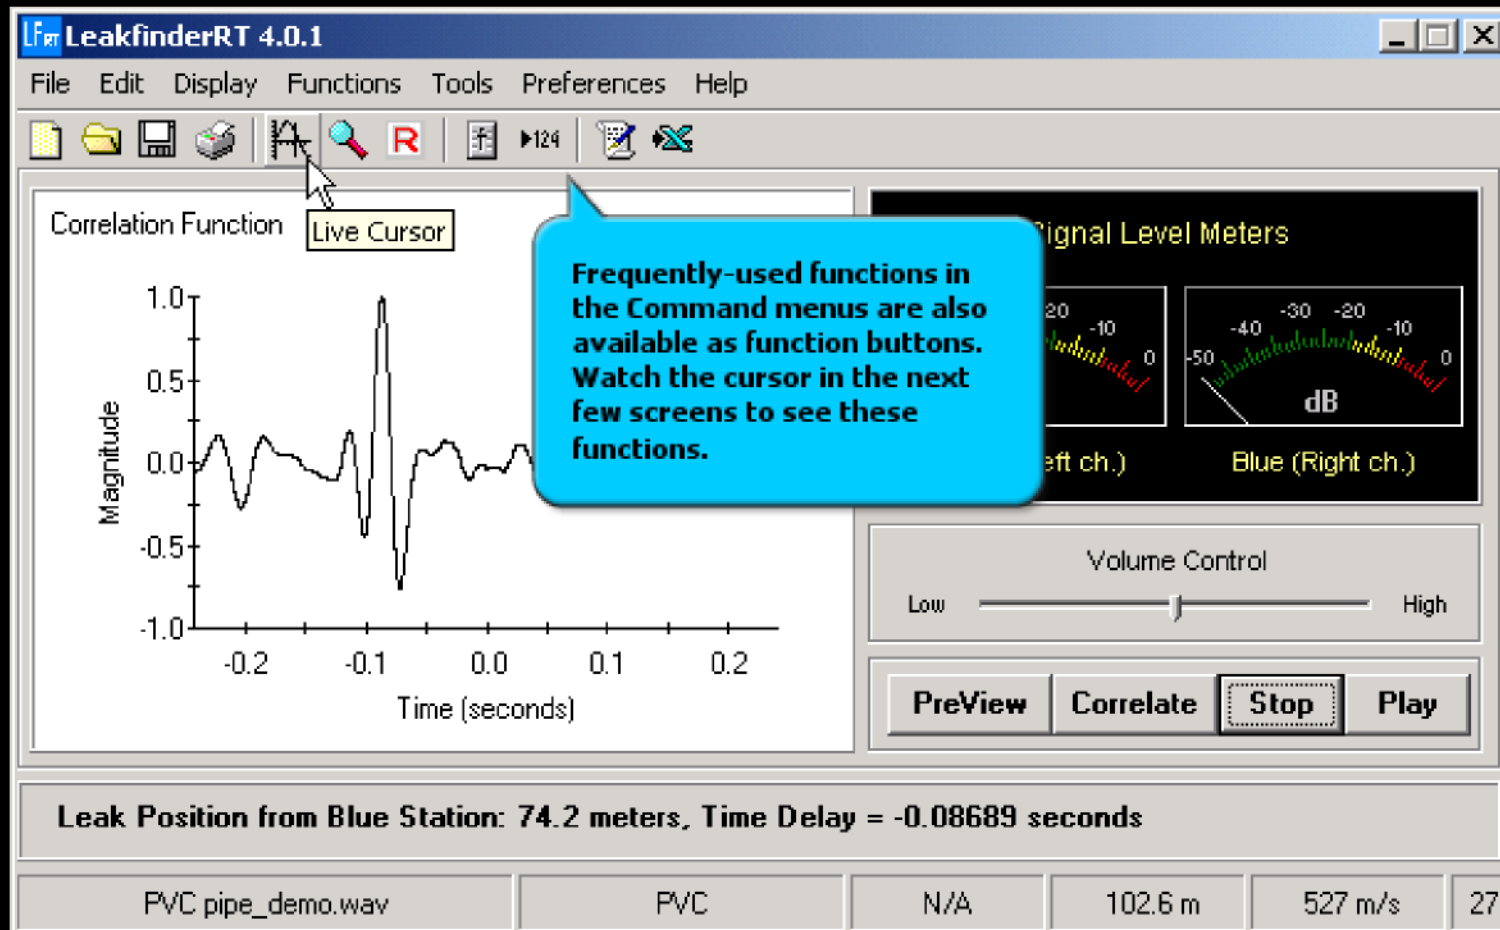 LFRT LeakfinderRT 4.0.1
File Edit Display Functions Tools Preferences Help
R f 124
Correlation Function
Live Cursor
1.0
0.5
0.0
-0.5
-1.0
Magnitude
-0.2 -0.1 0.0 0.1 0.2
Time (seconds)
Frequently-used functions in
the Command menus are also
available as function buttons.
Watch the cursor in the next
few screens to see these
functions.
ignal Level Meters
20 -10 0
-50 -40 -30 -20 -10 0
dB
eft ch.) Blue (Right ch.)
Volume Control
Low High
PreView Correlate Stop Play
Leak Position from Blue Station: 74.2 meters, Time Delay = -0.08689 seconds
PVC pipe_demo.wav PVC N/A 102.6 m 527 m/s 27